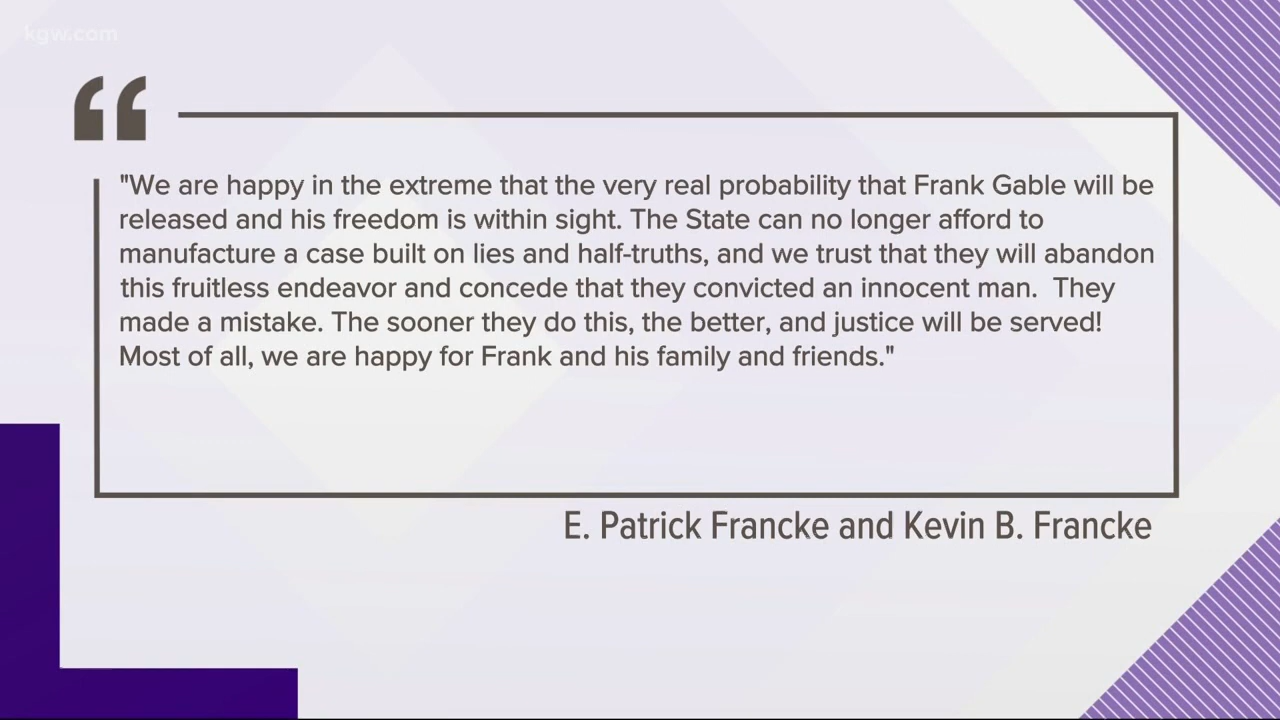 kgw.com
"We are happy in the extreme that the very real probability that Frank Gable will be
released and his freedom is within sight. The State can no longer afford to
manufacture a case built on lies and half-truths, and we trust that they will abandon
this fruitless endeavor and concede that they convicted an innocent man.  They
made a mistake. The sooner they do this, the better, and justice will be served!
Most of all, we are happy for Frank and his family and friends."
E. Patrick Francke and Kevin B. Francke